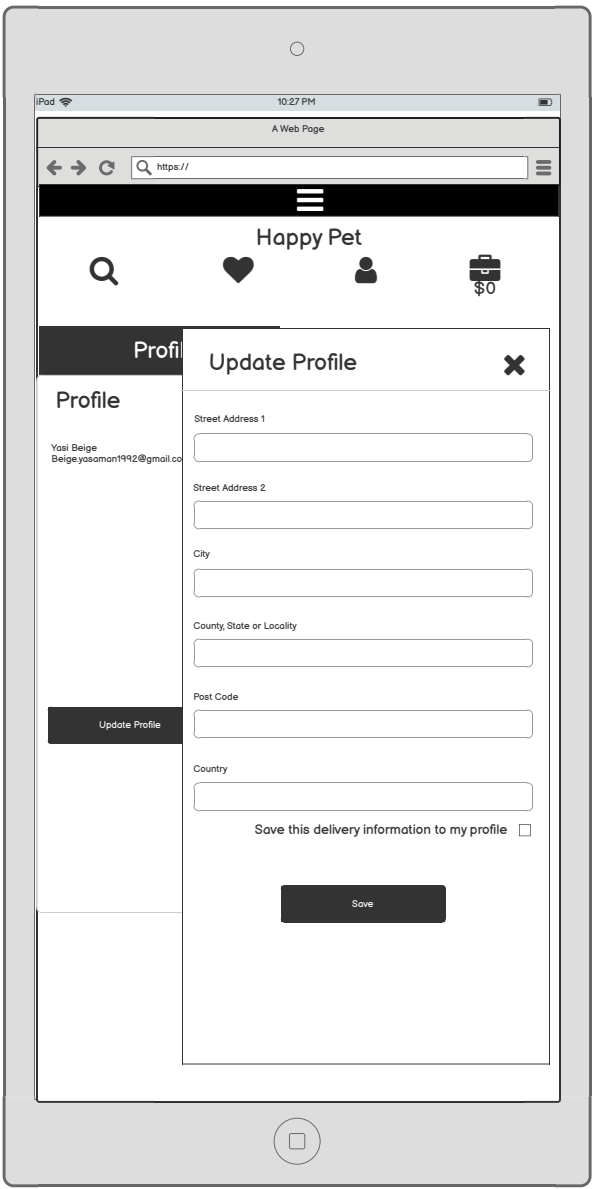 iPad 10:27 PM
A Web Page
https://
Happy Pet
$0
Profil
Update Profile
Profile
Yasi Beige
Beige.yasaman1992@gmail.co
Update Profile
Street Address 1
Street Address 2
City
County, State or Locality
Post Code
Country
Save this delivery information to my profile
Save